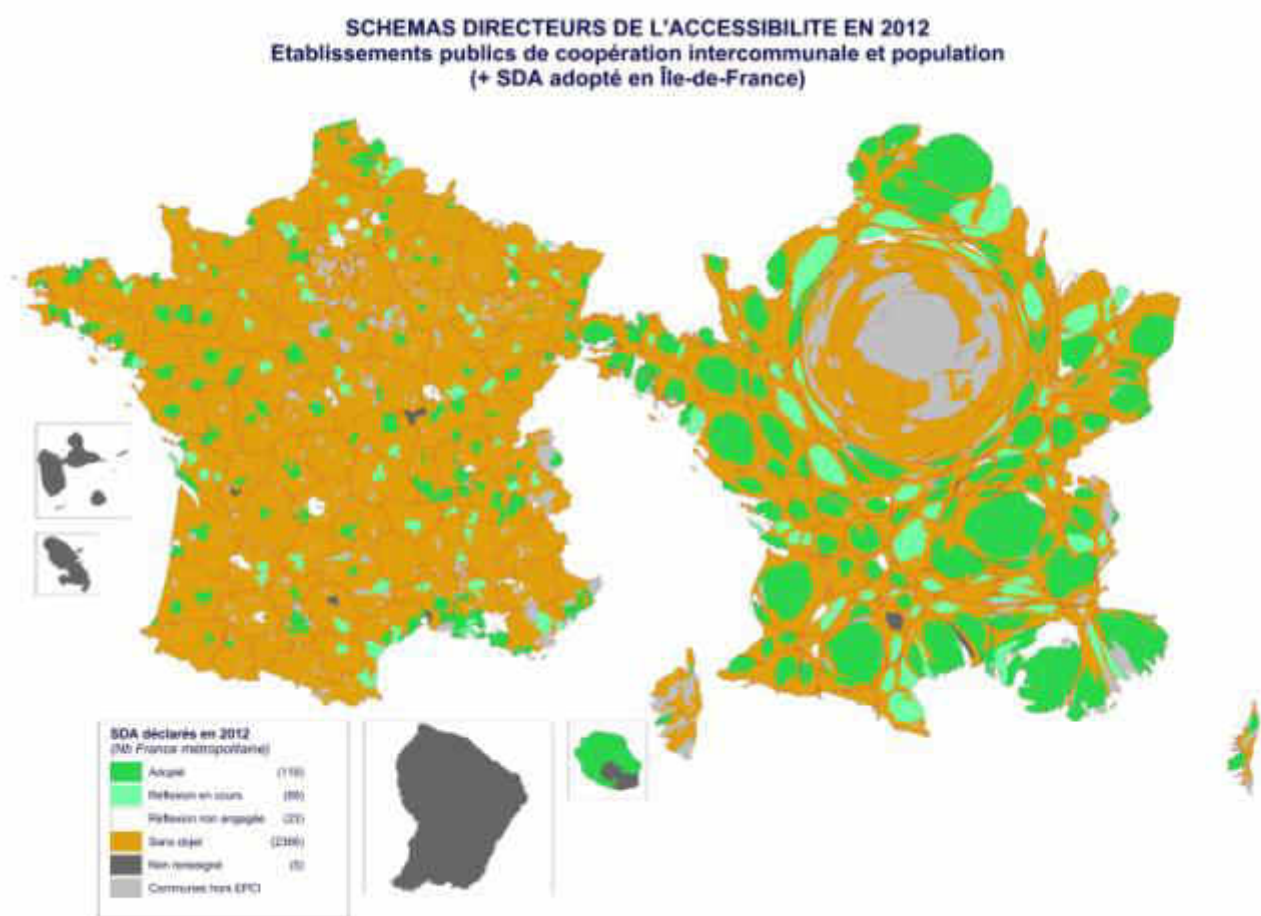 SCHEMAS DIRECTEURS DE L'ACCESSIBILITE EN 2012
Etablissements publics de coopération intercommunale et population
(+ SDA adopté en Île-de-France)
SDA déclarés en 2012
(Nb France métropolitaine)
Adopté
Réflexion en cours
Réflexion non engagée (23)
Sans objet
Non renseigné (5)
Communes hors EPCI